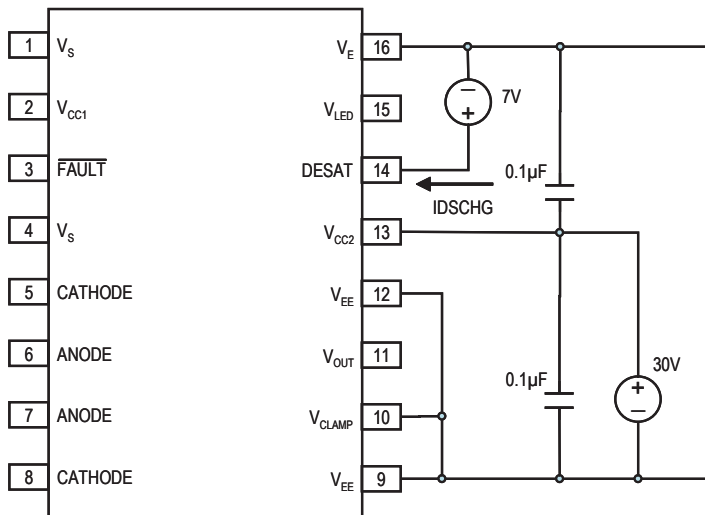 1 V_S
2 V_CC1
3 FAULT
4 V_S
5 CATHODE
6 ANODE
7 ANODE
8 CATHODE
V_E 16
V_LED 15
DESAT 14
V_CC2 13
V_EE 12
V_OUT 11
V_CLAMP 10
V_EE 9
−
+
7V
IDSCHG
0.1µF
0.1µF
30V
+
−